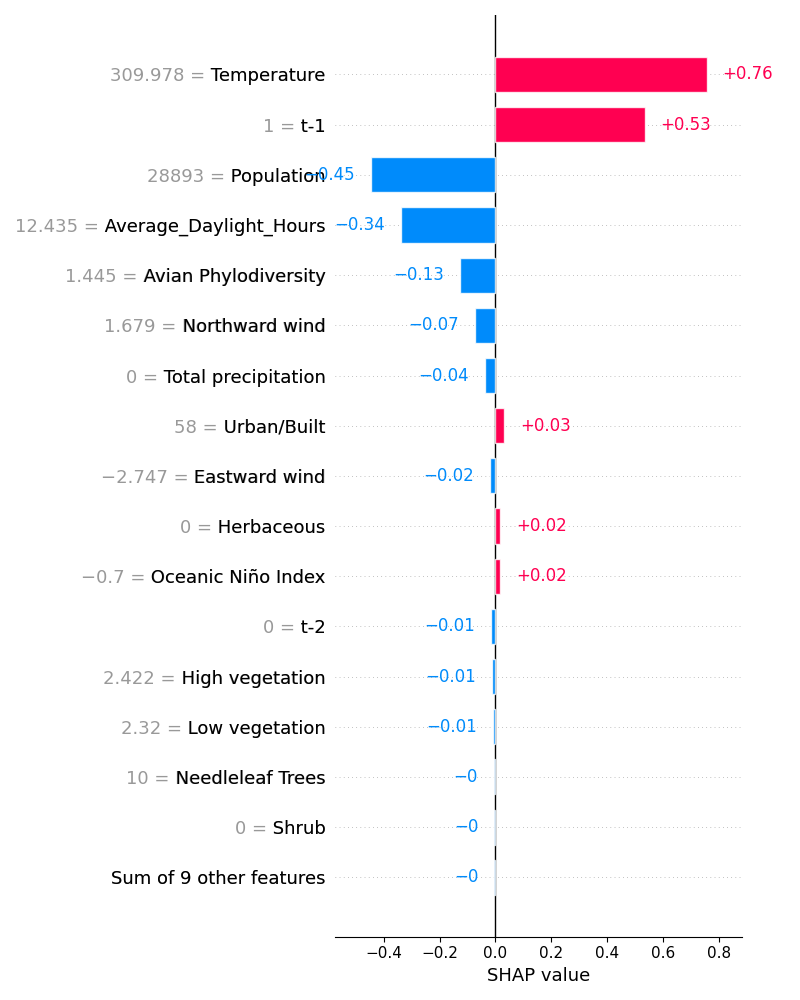 309.978 = Temperature +0.76
1 = t-1 +0.53
28893 = Population −0.45
12.435 = Average_Daylight_Hours −0.34
1.445 = Avian Phylodiversity −0.13
1.679 = Northward wind −0.07
0 = Total precipitation −0.04
58 = Urban/Built +0.03
−2.747 = Eastward wind −0.02
0 = Herbaceous +0.02
−0.7 = Oceanic Niño Index +0.02
0 = t-2 −0.01
2.422 = High vegetation −0.01
2.32 = Low vegetation −0.01
10 = Needleleaf Trees −0
0 = Shrub −0
Sum of 9 other features −0
−0.4 −0.2 0.0 0.2 0.4 0.6 0.8
SHAP value